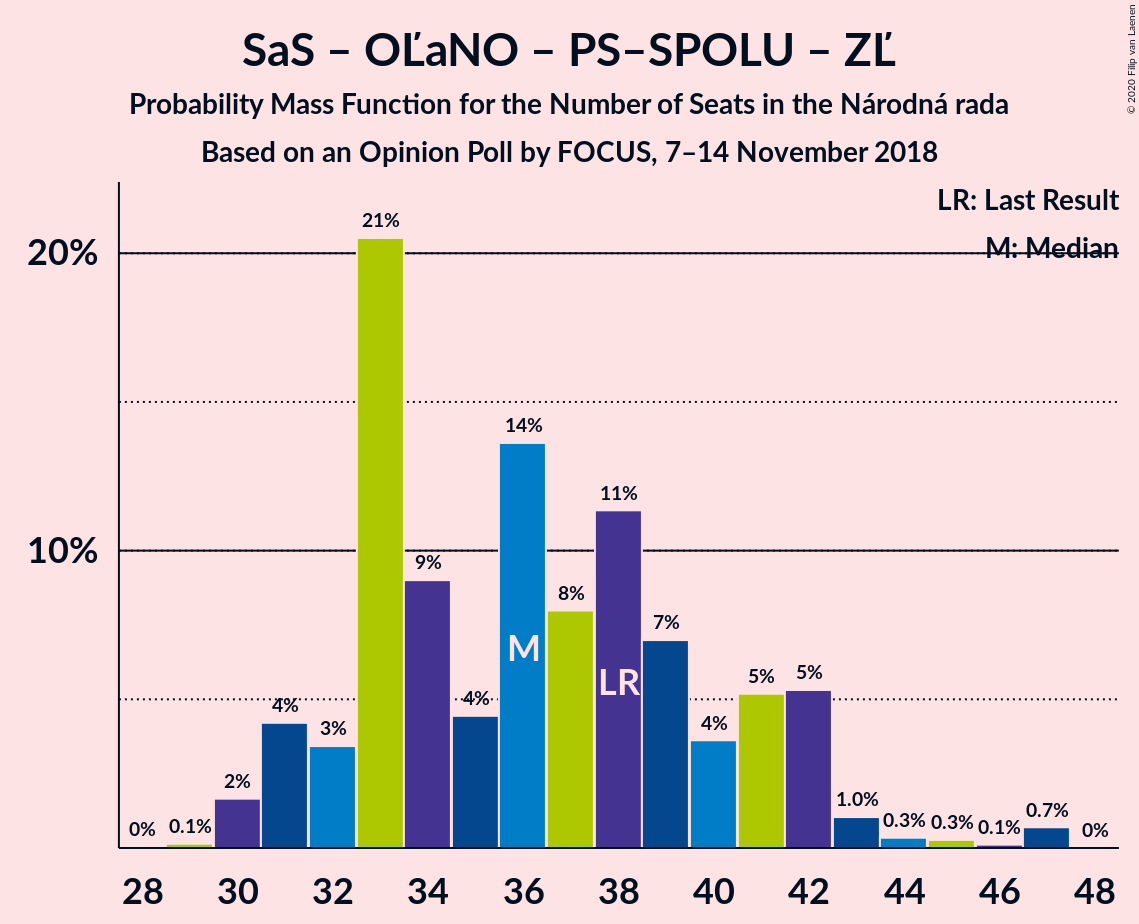 SaS – OĽaNO – PS–SPOLU – ZĽ
Probability Mass Function for the Number of Seats in the Národná rada
Based on an Opinion Poll by FOCUS, 7–14 November 2018
© 2020 Filip van Laenen
LR: Last Result
M: Median
20%
10%
0% 0.1% 2% 4% 3% 21% 9% 4% 14% 8% 11% 7% 4% 5% 5% 1.0% 0.3% 0.3% 0.1% 0.7% 0%
M
LR
28 30 32 34 36 38 40 42 44 46 48